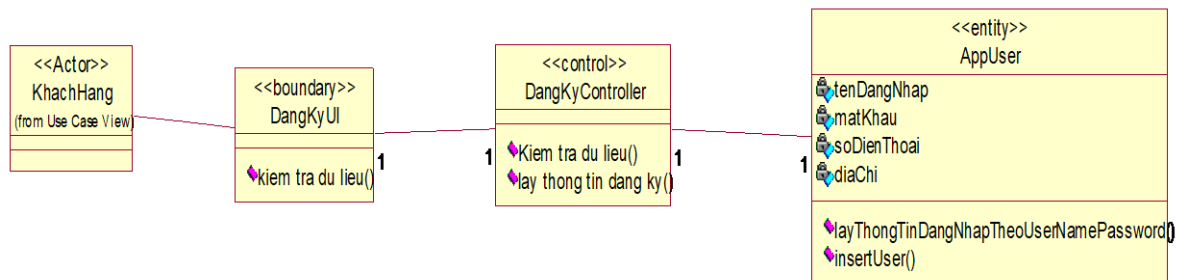 <<Actor>>
KhachHang
(from Use Case View)
<<boundary>>
DangKyUI
kiem tra du lieu()
1
<<control>>
DangKyController
Kiem tra du lieu()
lay thong tin dang ky()
1
1
<<entity>>
AppUser
tenDangNhap
matKhau
soDienThoai
diaChi
layThongTinDangNhapTheoUserNamePassword()
insertUser()
1